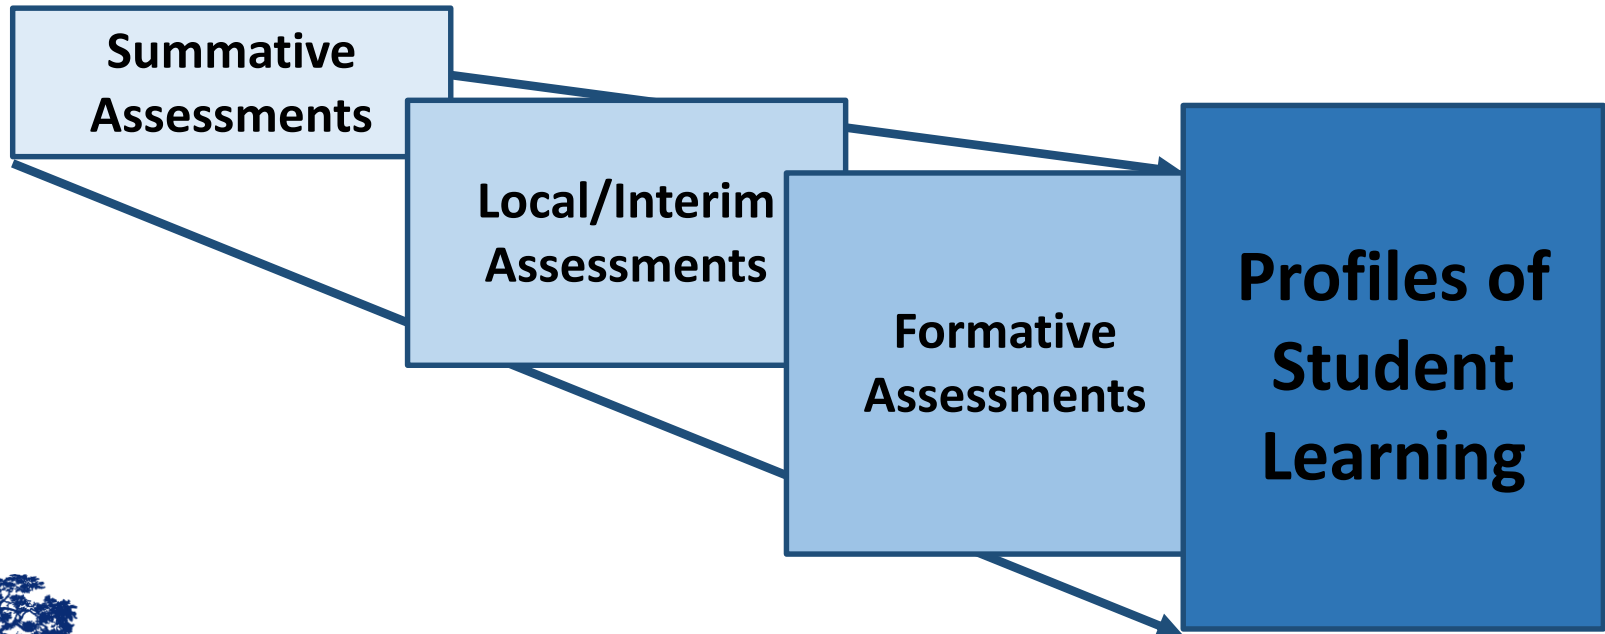 Summative
Assessments
Local/Interim
Assessments
Formative
Assessments
Profiles of
Student
Learning